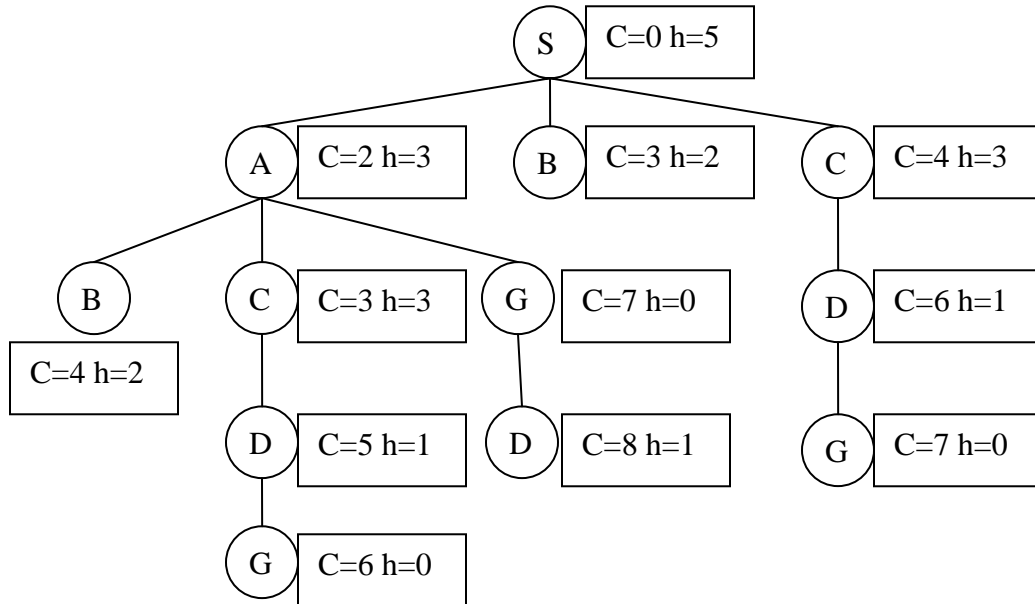 S C=0 h=5
A C=2 h=3 B C=3 h=2 C C=4 h=3
B C C=3 h=3 G C=7 h=0 D C=6 h=1
C=4 h=2
D C=5 h=1 D C=8 h=1 G C=7 h=0
G C=6 h=0